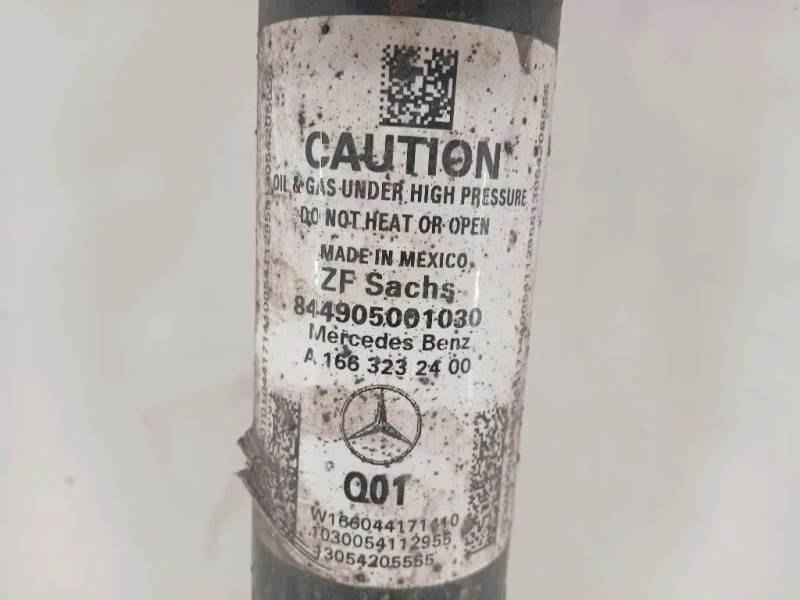 CAUTION
OIL & GAS UNDER HIGH PRESSURE
DO NOT HEAT OR OPEN
MADE IN MEXICO
ZF Sachs
844905001030
Mercedes Benz
A 166 323 24 00
Q01
W166044171410
1030054112955
13054205555